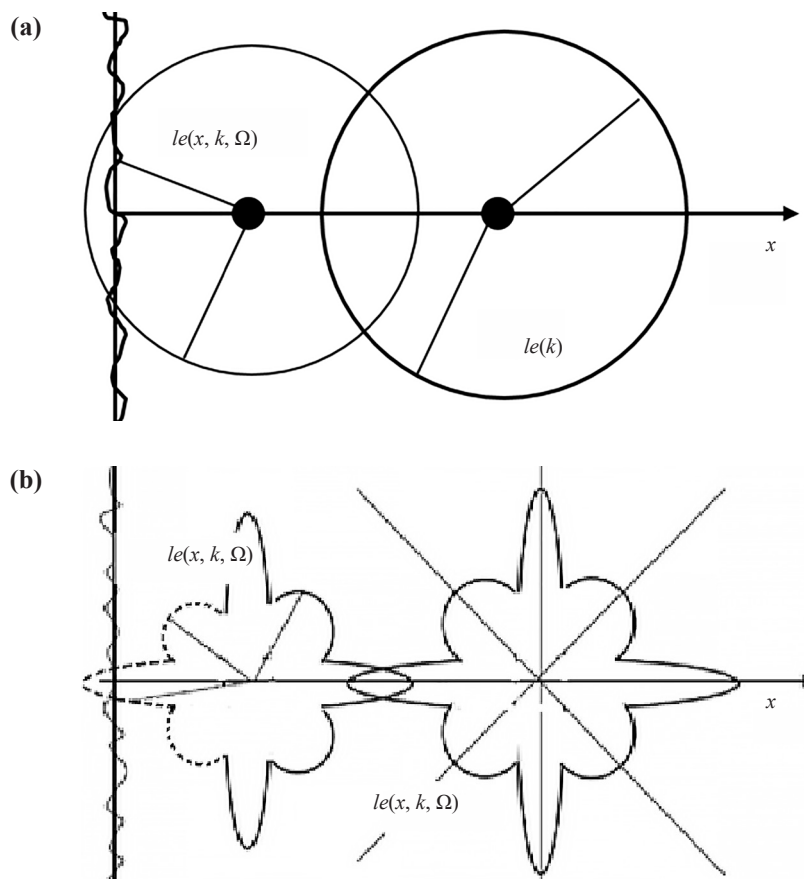 (a)
le(x, k, Ω)
x
le(k)
(b)
le(x, k, Ω)
x
le(x, k, Ω)